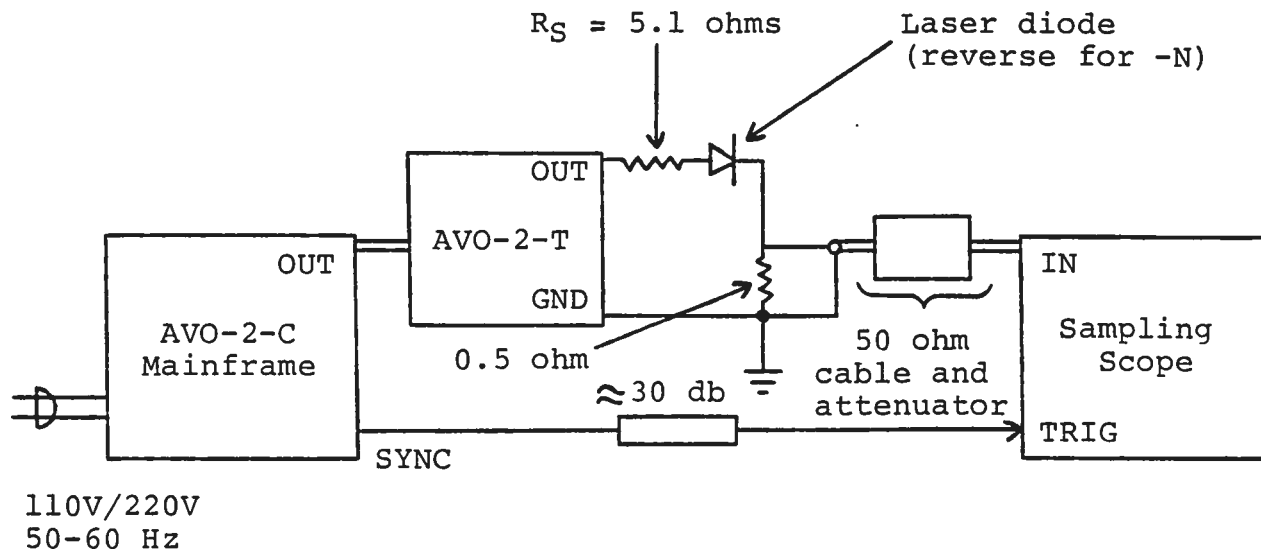 RS = 5.1 ohms
Laser diode
(reverse for -N)
OUT
AVO-2-T
GND
OUT
AVO-2-C
Mainframe
0.5 ohm
≈30 db
SYNC
50 ohm
cable and
attenuator
IN
Sampling
Scope
TRIG
110V/220V
50-60 Hz